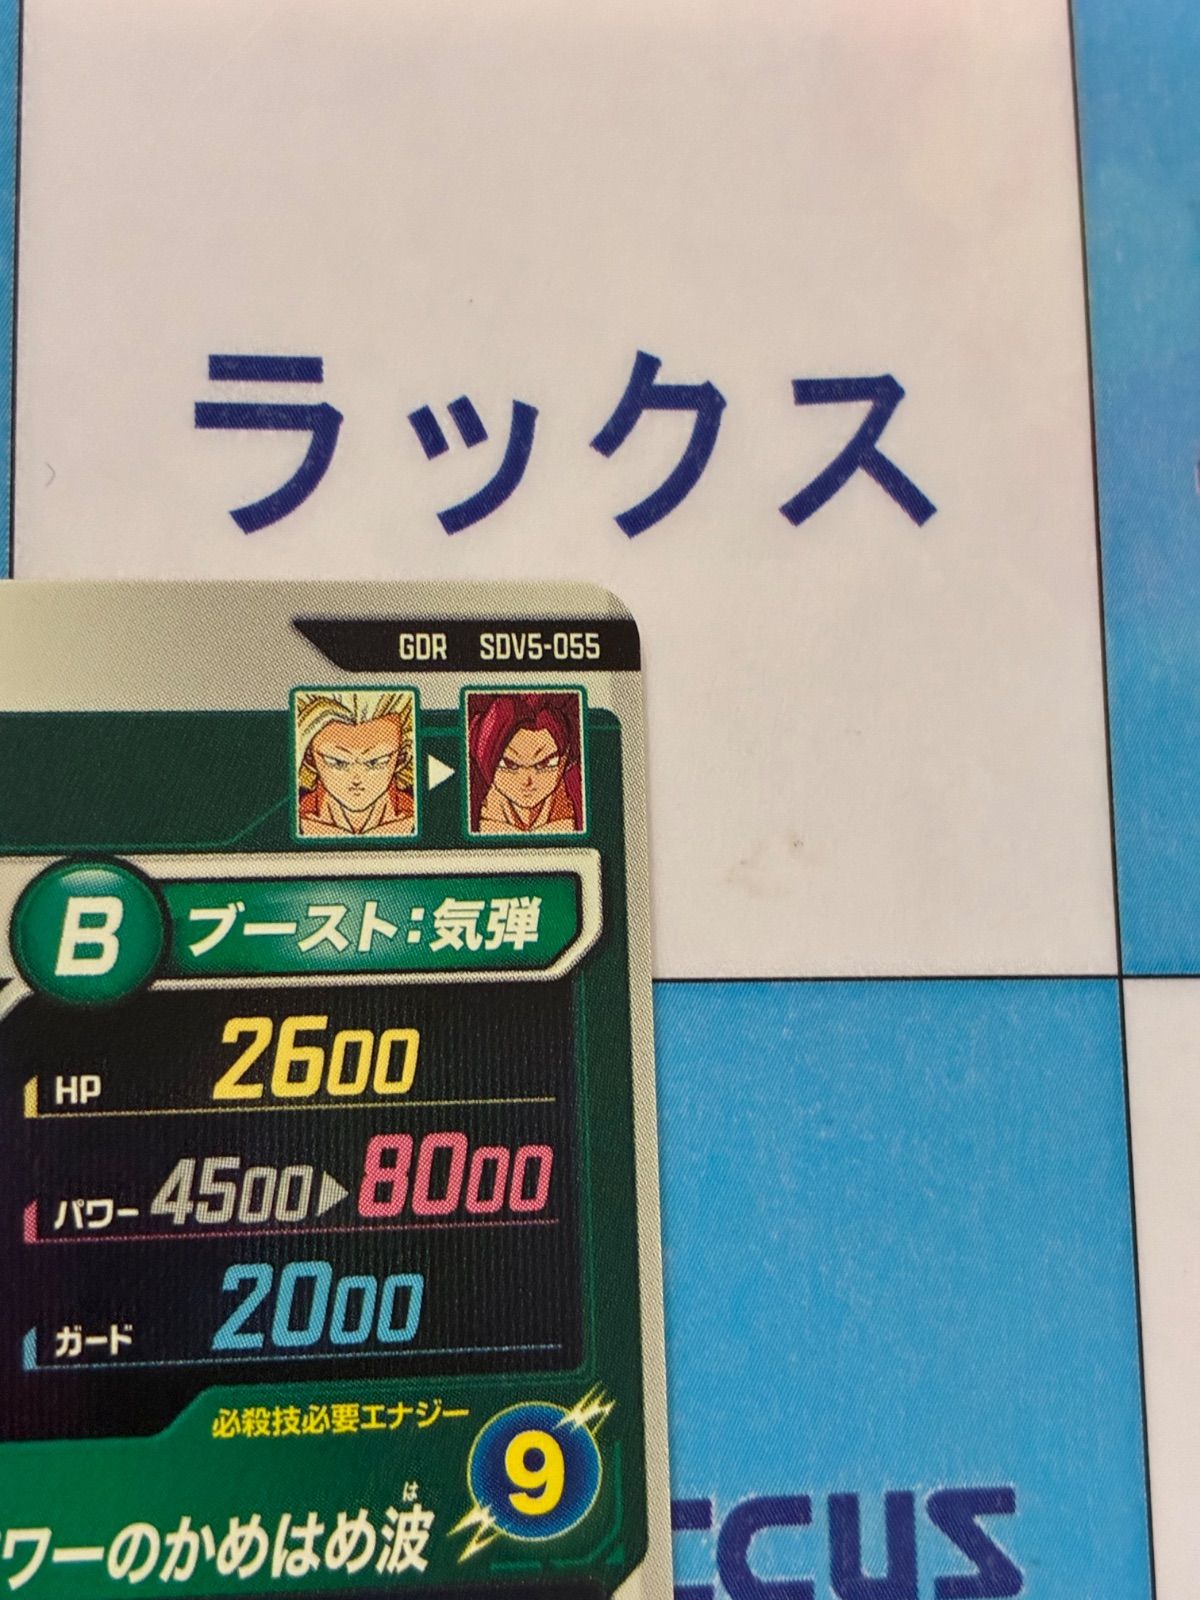 ラックス
GDR SDV5-055
B ブースト:気弾
HP 2600
パワー 4500▶8000
ガード 2000
必殺技必要エナジー
9
は
ワーのかめはめ波
ccus